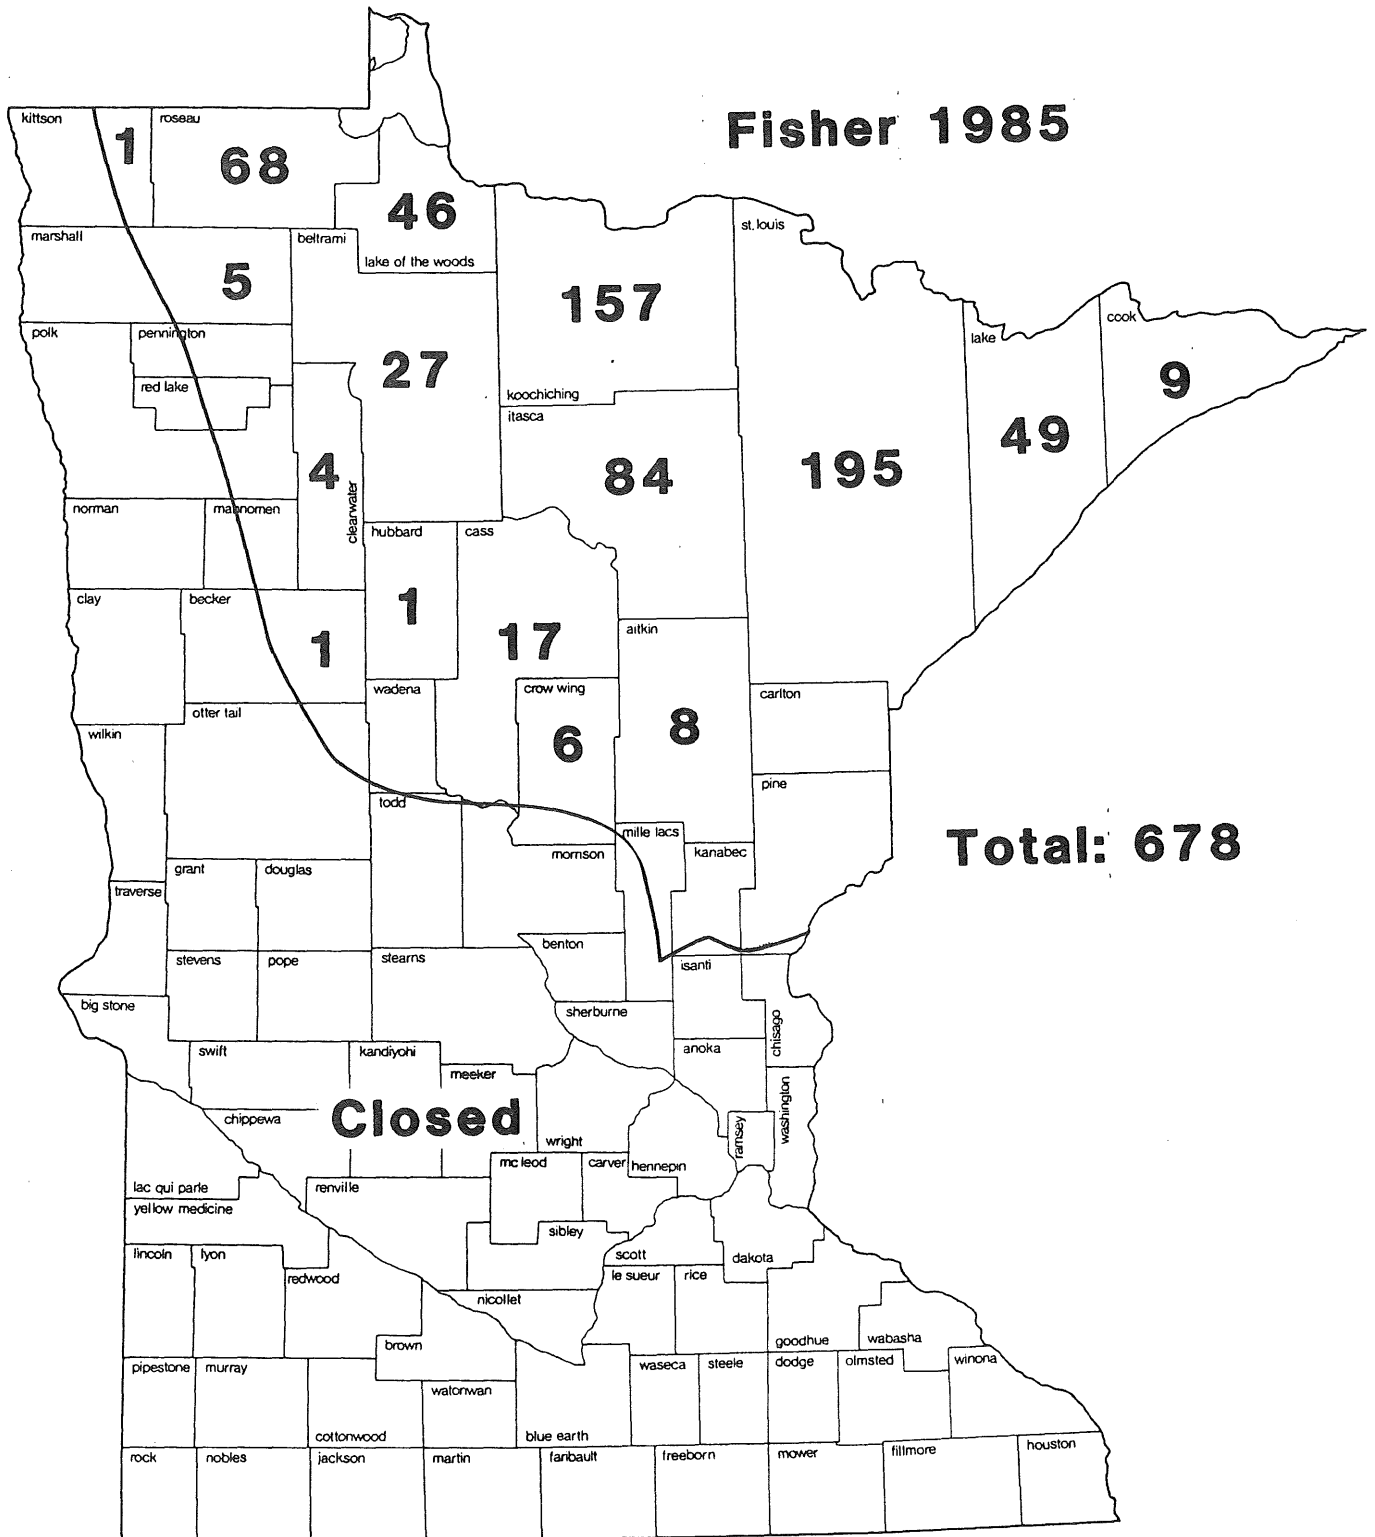 Fisher 1985
kittson
1
roseau
68
46
lake of the woods
marshall
5
beltrami
27
157
koochiching
st. louis
195
lake
49
cook
9
polk
pennington
red lake
4
clearwater
itasca
84
norman
mahnomen
hubbard
1
cass
17
clay
becker
1
aitkin
8
wadena
crow wing
6
carlton
otter tail
wilkin
pine
todd
mille lacs
kanabec
morrison
Total: 678
grant
douglas
traverse
benton
stevens
pope
stearns
isanti
big stone
sherburne
chisago
swift
kandiyohi
anoka
meeker
Closed
chippewa
washington
ramsey
wright
mc leod
carver
hennepin
lac qui parle
renville
yellow medicine
sibley
lincoln
lyon
scott
dakota
redwood
le sueur
rice
nicollet
brown
goodhue
wabasha
pipestone
murray
waseca
steele
dodge
olmsted
winona
watonwan
cottonwood
blue earth
rock
nobles
jackson
martin
faribault
freeborn
mower
fillmore
houston